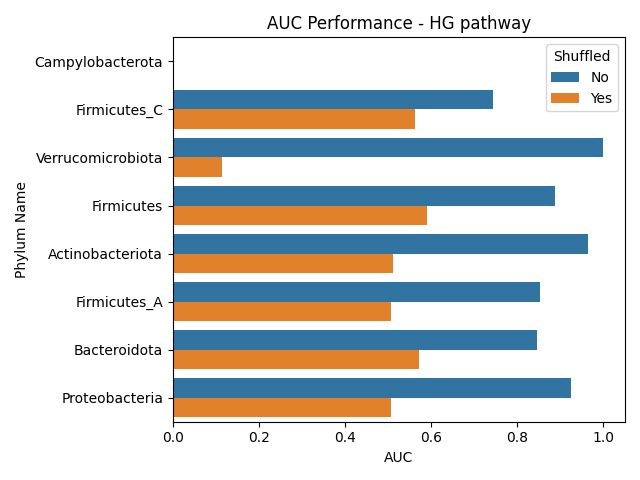 AUC Performance - HG pathway
Shuffled
No
Yes
Phylum Name
Campylobacterota
Firmicutes_C
Verrucomicrobiota
Firmicutes
Actinobacteriota
Firmicutes_A
Bacteroidota
Proteobacteria
0.0 0.2 0.4 0.6 0.8 1.0
AUC